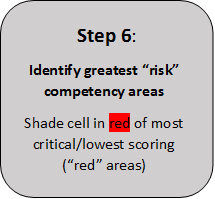 Step 6:
Identify greatest “risk”
competency areas
Shade cell in red of most
critical/lowest scoring
(“red” areas)